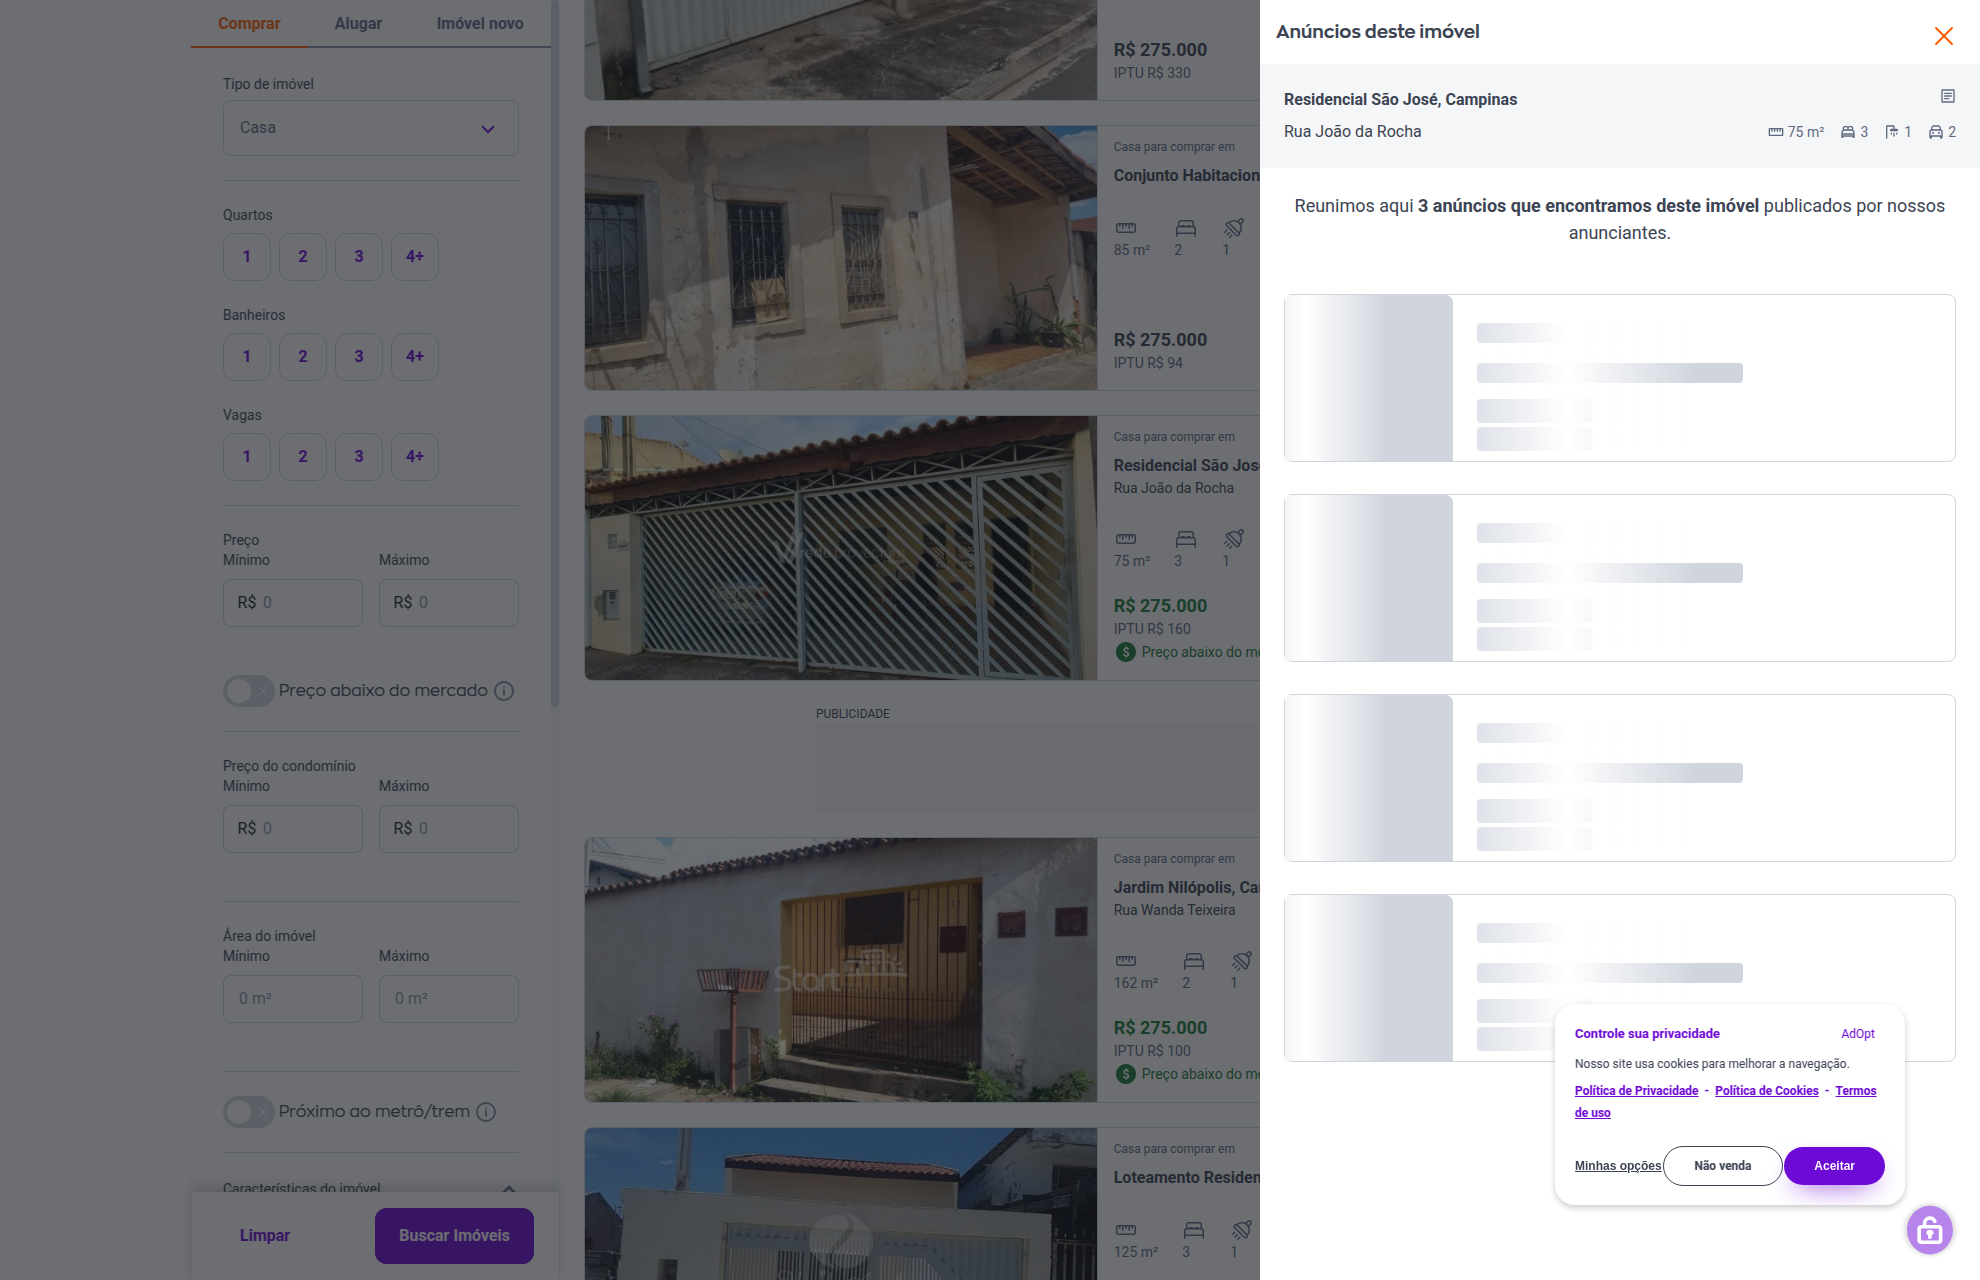 Comprar Alugar Imóvel novo
Tipo de imóvel
Casa
Quartos
1 2 3 4+
Banheiros
1 2 3 4+
Vagas
1 2 3 4+
Preço
Mínimo Máximo
R$ 0 R$ 0
Preço abaixo do mercado
Preço do condomínio
Mínimo Máximo
R$ 0 R$ 0
Área do imóvel
Mínimo Máximo
0 m² 0 m²
Próximo ao metrô/trem
Características do imóvel
Limpar Buscar Imóveis
R$ 275.000
IPTU R$ 330
Casa para comprar em
Conjunto Habitacion
85 m² 2 1
R$ 275.000
IPTU R$ 94
Casa para comprar em
Residencial São José
Rua João da Rocha
75 m² 3 1
R$ 275.000
IPTU R$ 160
Preço abaixo do me
PUBLICIDADE
Casa para comprar em
Jardim Nilópolis, Ca
Rua Wanda Teixeira
162 m² 2 1
R$ 275.000
IPTU R$ 100
Preço abaixo do me
Start
Casa para comprar em
Loteamento Residen
125 m² 3 1
Anúncios deste imóvel
Residencial São José, Campinas
Rua João da Rocha
75 m² 3 1 2
Reunimos aqui 3 anúncios que encontramos deste imóvel publicados por nossos
anunciantes.
Controle sua privacidade AdOpt
Nosso site usa cookies para melhorar a navegação.
Política de Privacidade - Política de Cookies - Termos
de uso
Minhas opções Não venda Aceitar